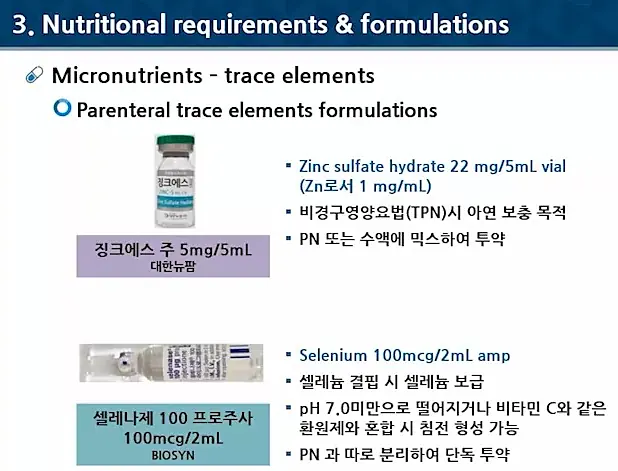 3. Nutritional requirements & formulations
Micronutrients - trace elements
Parenteral trace elements formulations
징크에스주
징크에스 주 5mg/5mL
대한뉴팜
Zinc sulfate hydrate 22 mg/5mL vial
(Zn로서 1 mg/mL)
비경구영양요법(TPN)시 아연 보충 목적
PN 또는 수액에 믹스하여 투약
셀레나제 100 프로주사
100mcg/2mL
BIOSYN
Selenium 100mcg/2mL amp
셀레늄 결핍 시 셀레늄 보급
pH 7.0미만으로 떨어지거나 비타민 C와 같은
환원제와 혼합 시 침전 형성 가능
PN 과 따로 분리하여 단독 투약